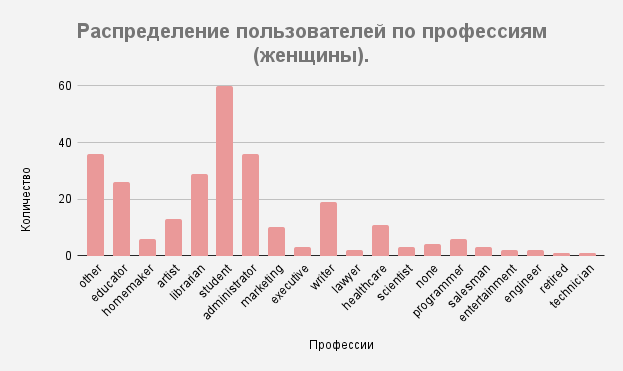 Распределение пользователей по профессиям
(женщины).
60
40
20
0
Количество
other
educator
homemaker
artist
librarian
student
administrator
marketing
executive
writer
lawyer
healthcare
scientist
none
programmer
salesman
entertainment
engineer
retired
technician
Профессии